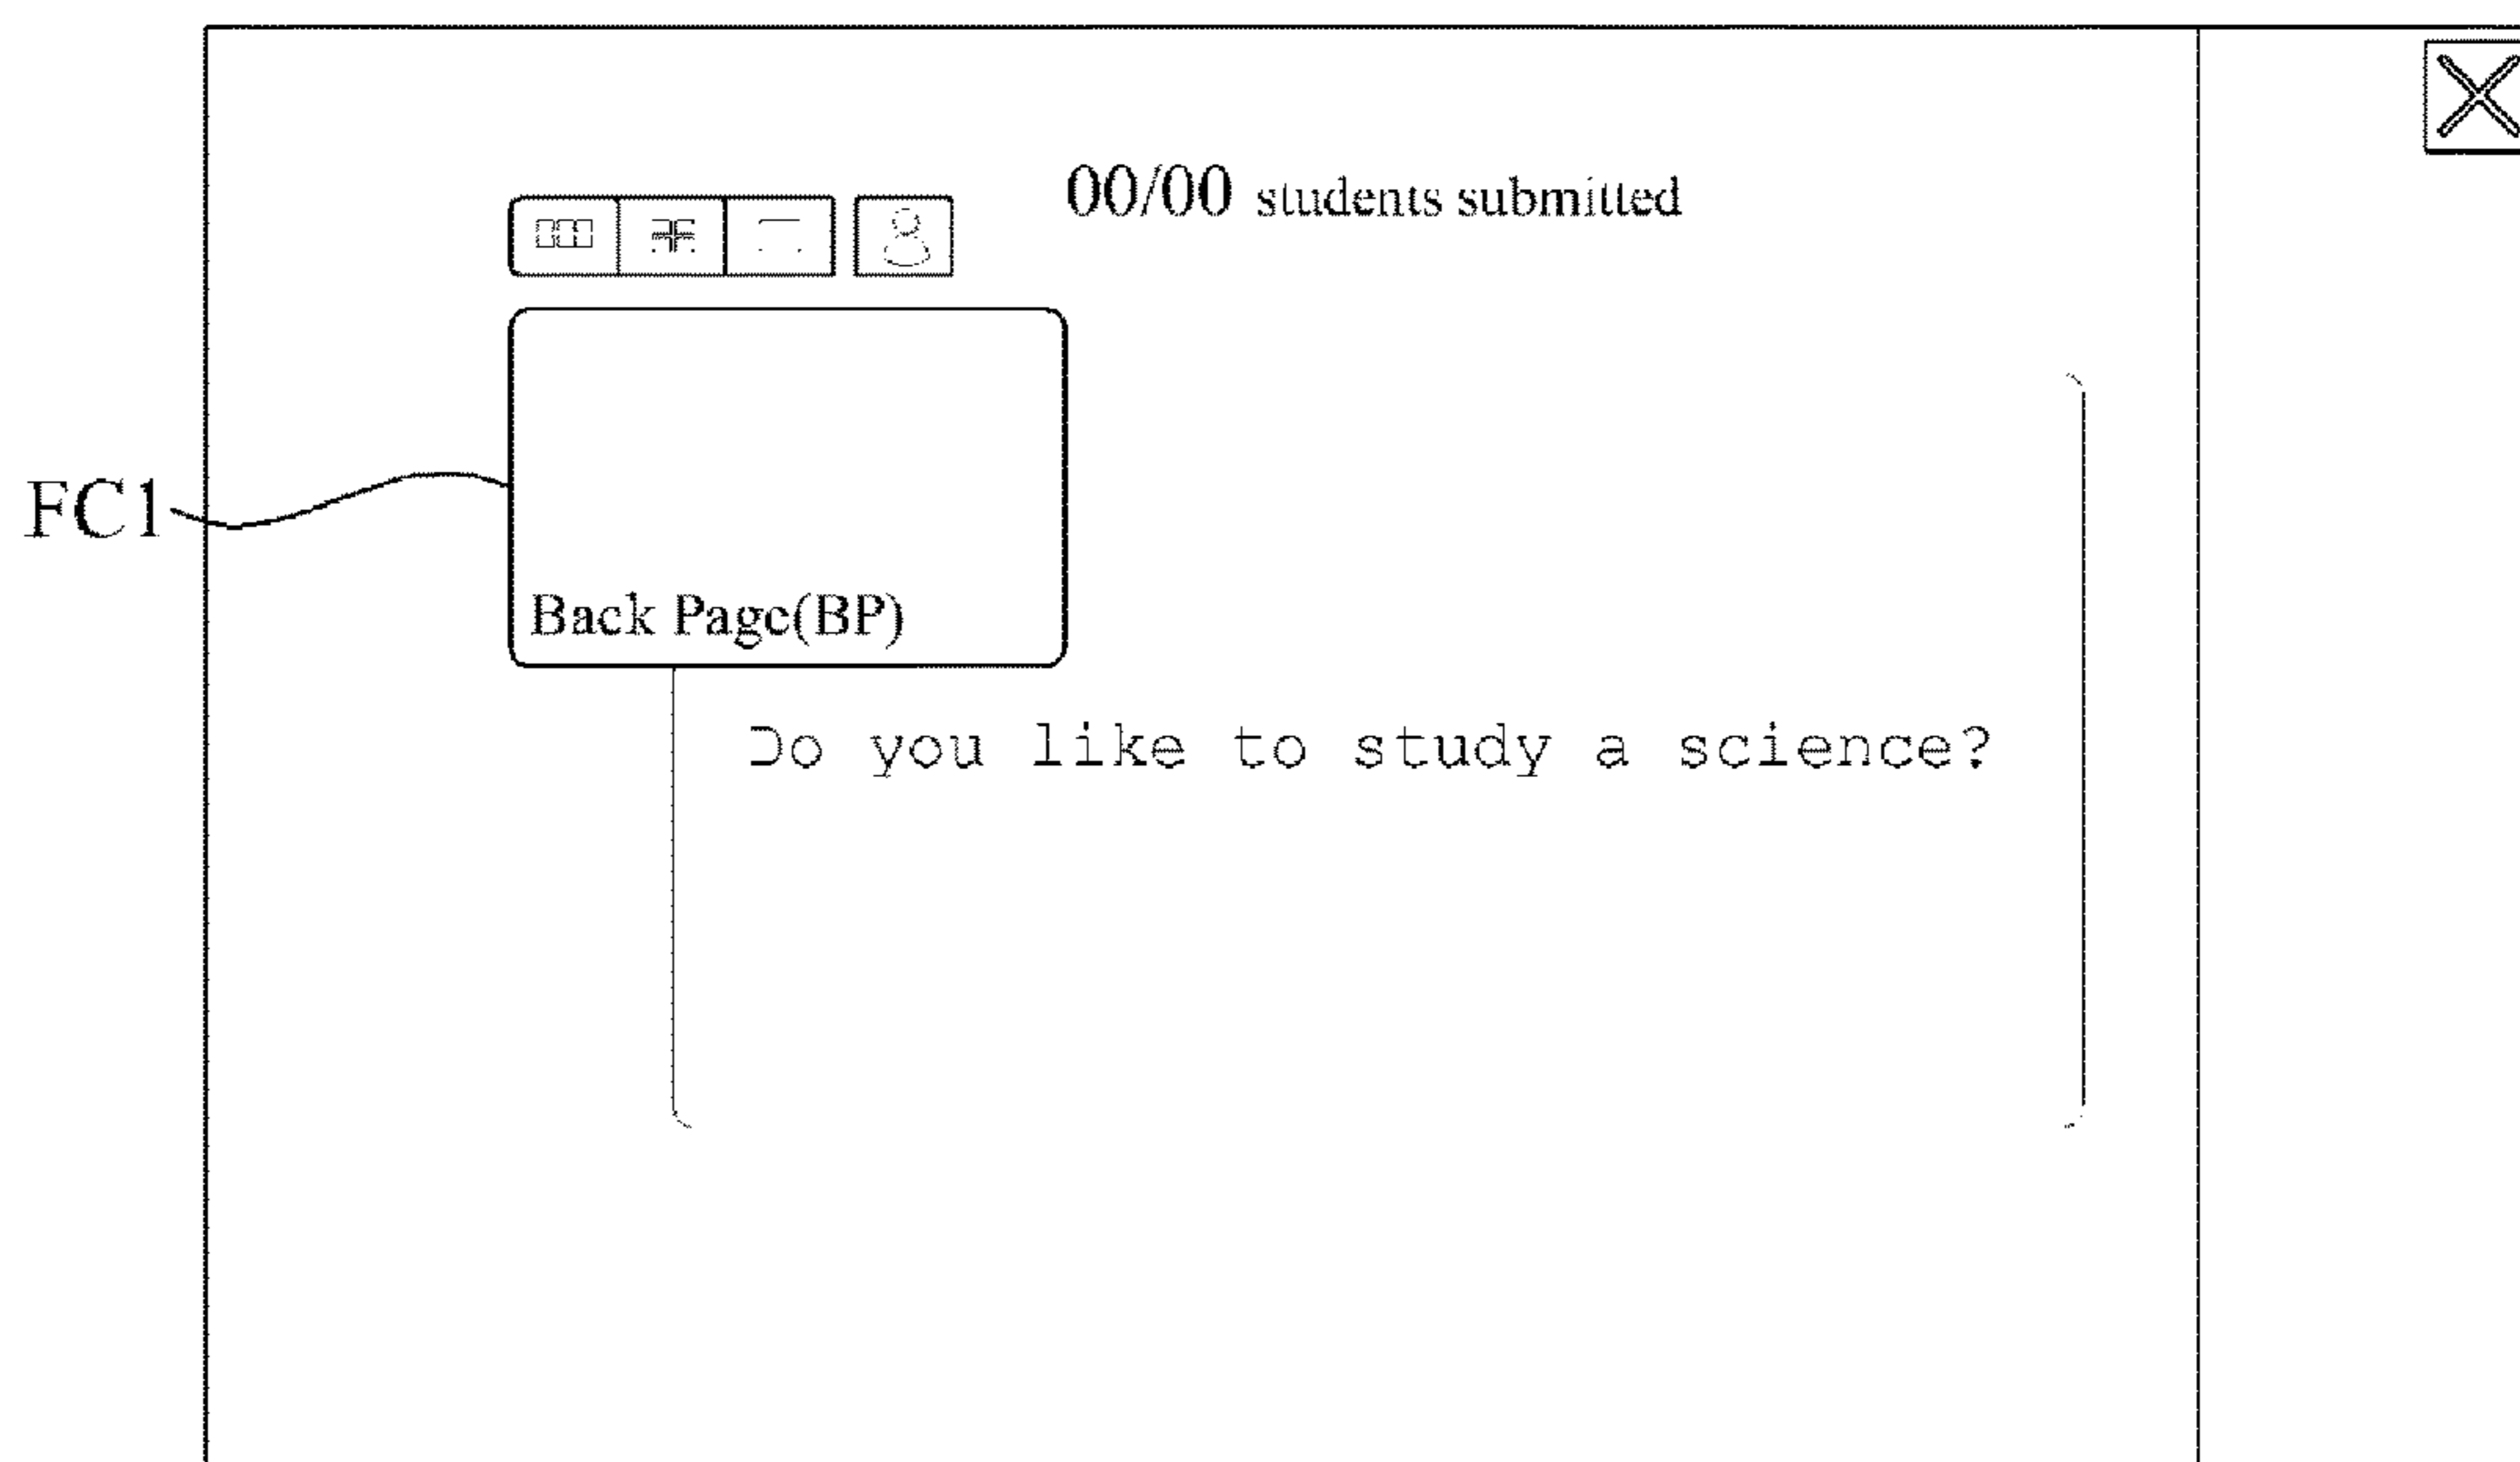 00/00 students submitted
FC1
Back Page(BP)
Do you like to study a science?